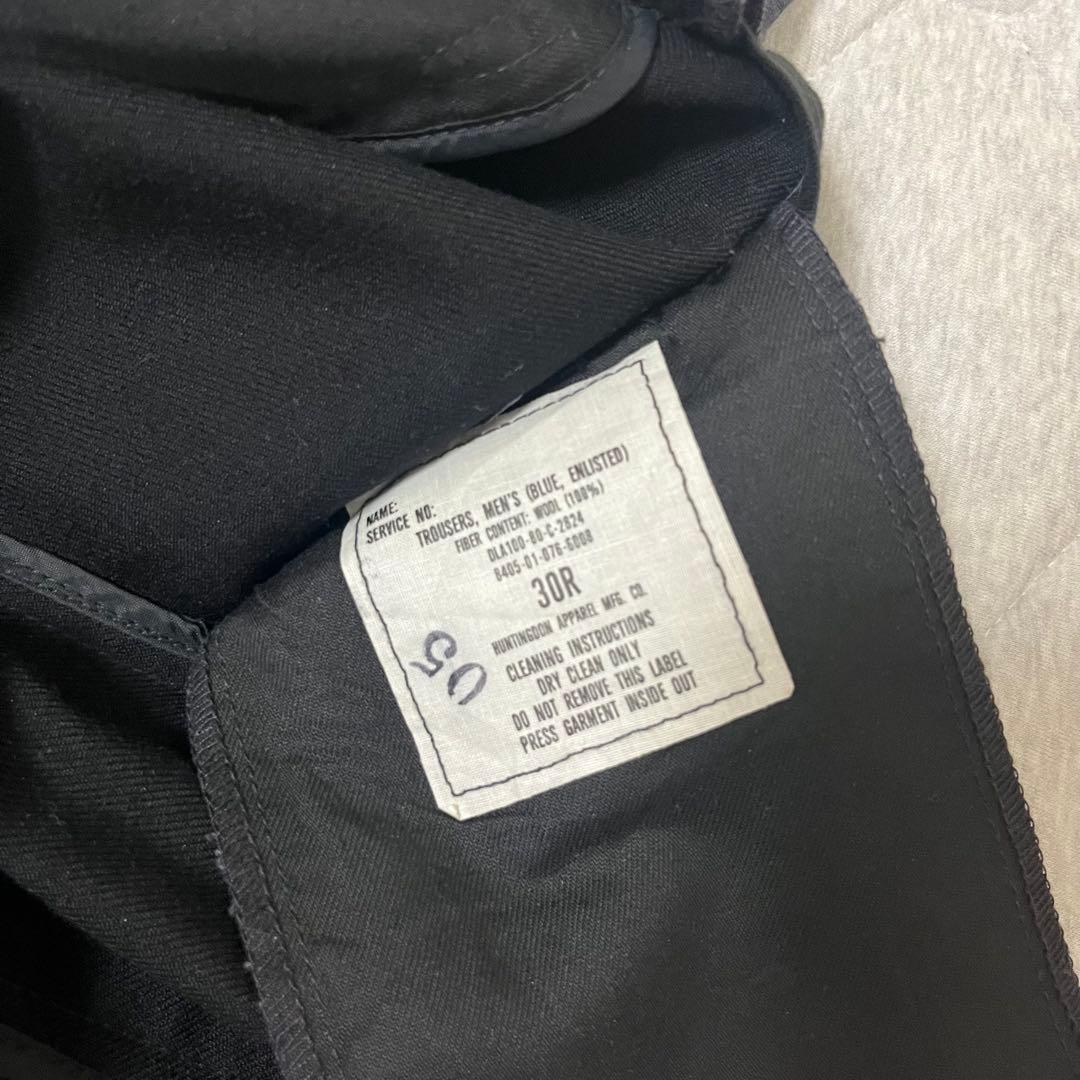 NAME:
SERVICE NO:
TROUSERS, MEN'S (BLUE, ENLISTED)
FIBER CONTENT: WOOL (100%)
DLA100-80-C-2824
8405-01-076-6008
30R
HUNTINGDON APPAREL MFG. CO.
CLEANING INSTRUCTIONS
DRY CLEAN ONLY
DO NOT REMOVE THIS LABEL
PRESS GARMENT INSIDE OUT
05